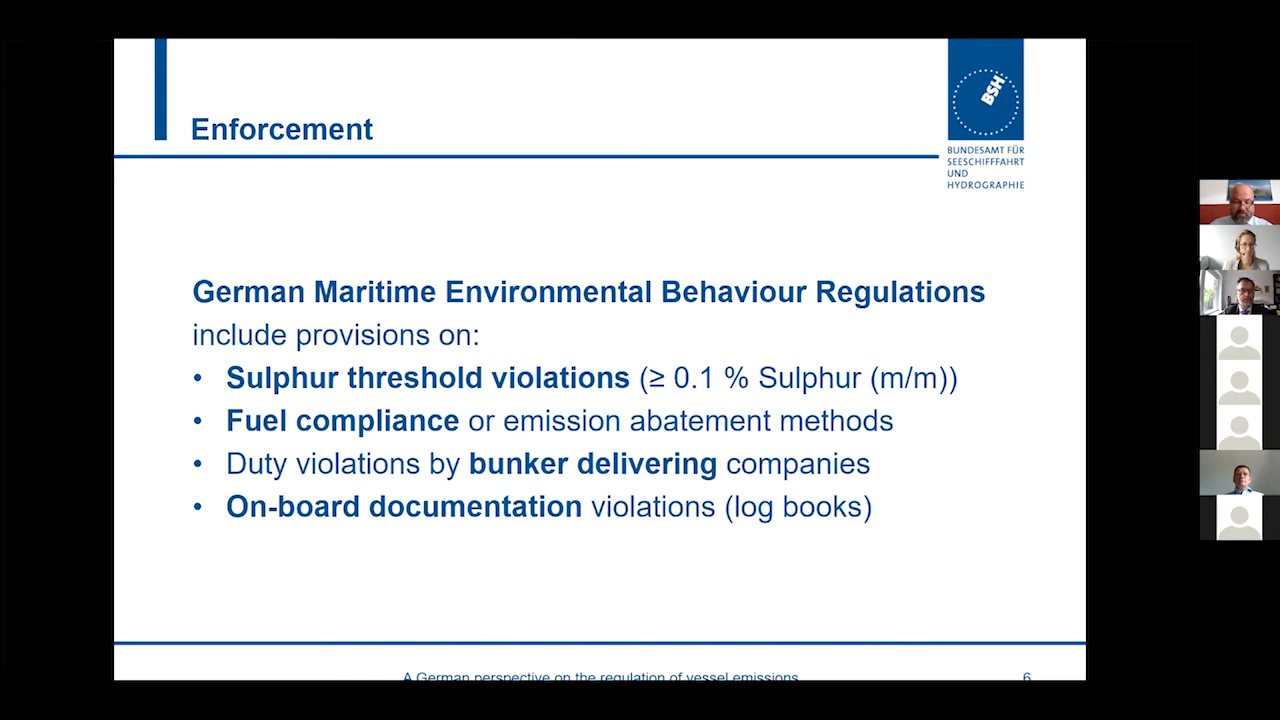 Enforcement
BSH
BUNDESAMT FÜR
SEESCHIFFFAHRT
UND
HYDROGRAPHIE
German Maritime Environmental Behaviour Regulations
include provisions on:
• Sulphur threshold violations (≥ 0.1 % Sulphur (m/m))
• Fuel compliance or emission abatement methods
• Duty violations by bunker delivering companies
• On-board documentation violations (log books)
A German perspective on the regulation of vessel emissions
6